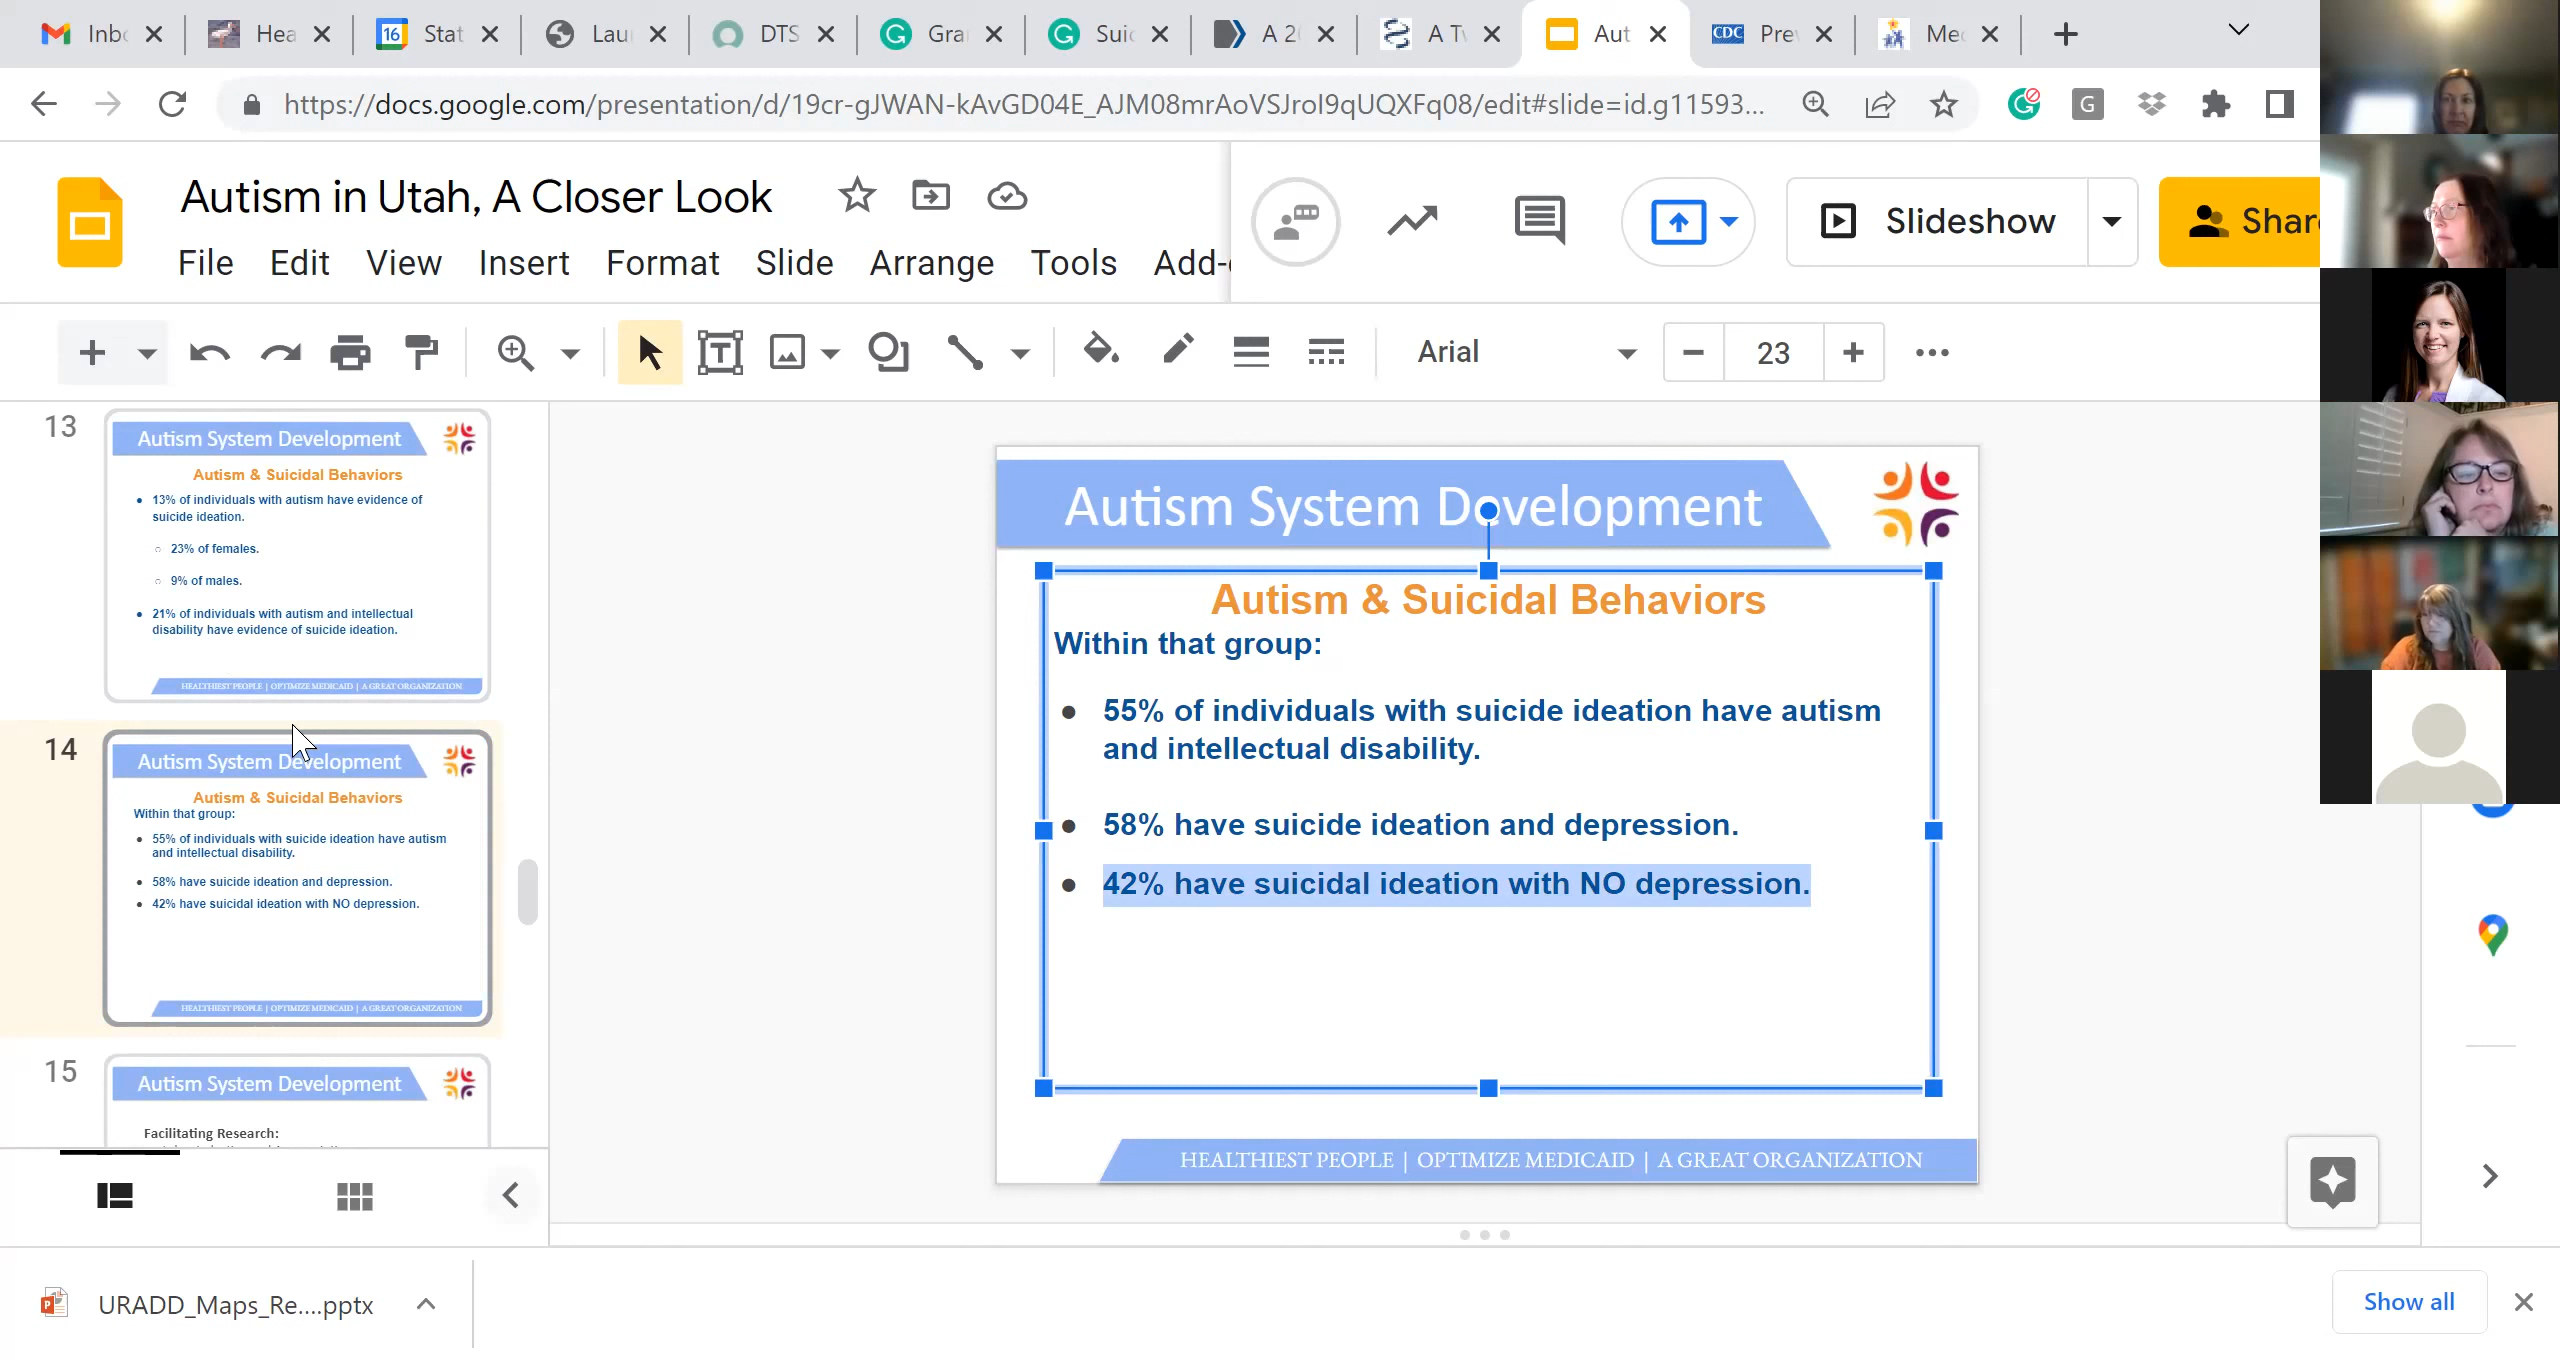 Inbo
Hea
16
Stat
Lau
DTS
Gra
Suic
A 2
A Tw
Aut
CDC
Prev
Med
https://docs.google.com/presentation/d/19cr-gJWAN-kAvGD04E_AJM08mrAoVSJroI9qUQXFq08/edit#slide=id.g11593...
Autism in Utah, A Closer Look
File Edit View Insert Format Slide Arrange Tools Add-
Slideshow
Shar
Arial
23
13
Autism System Development
Autism & Suicidal Behaviors
13% of individuals with autism have evidence of
suicide ideation.
23% of females.
9% of males.
21% of individuals with autism and intellectual
disability have evidence of suicide ideation.
HEALTHIEST PEOPLE | OPTIMIZE MEDICAID | A GREAT ORGANIZATION
14
Autism System Development
Autism & Suicidal Behaviors
Within that group:
55% of individuals with suicide ideation have autism
and intellectual disability.
58% have suicide ideation and depression.
42% have suicidal ideation with NO depression.
HEALTHIEST PEOPLE | OPTIMIZE MEDICAID | A GREAT ORGANIZATION
15
Autism System Development
Facilitating Research:
Autism System Development
Autism & Suicidal Behaviors
Within that group:
55% of individuals with suicide ideation have autism
and intellectual disability.
58% have suicide ideation and depression.
42% have suicidal ideation with NO depression.
HEALTHIEST PEOPLE | OPTIMIZE MEDICAID | A GREAT ORGANIZATION
URADD_Maps_Re....pptx
Show all